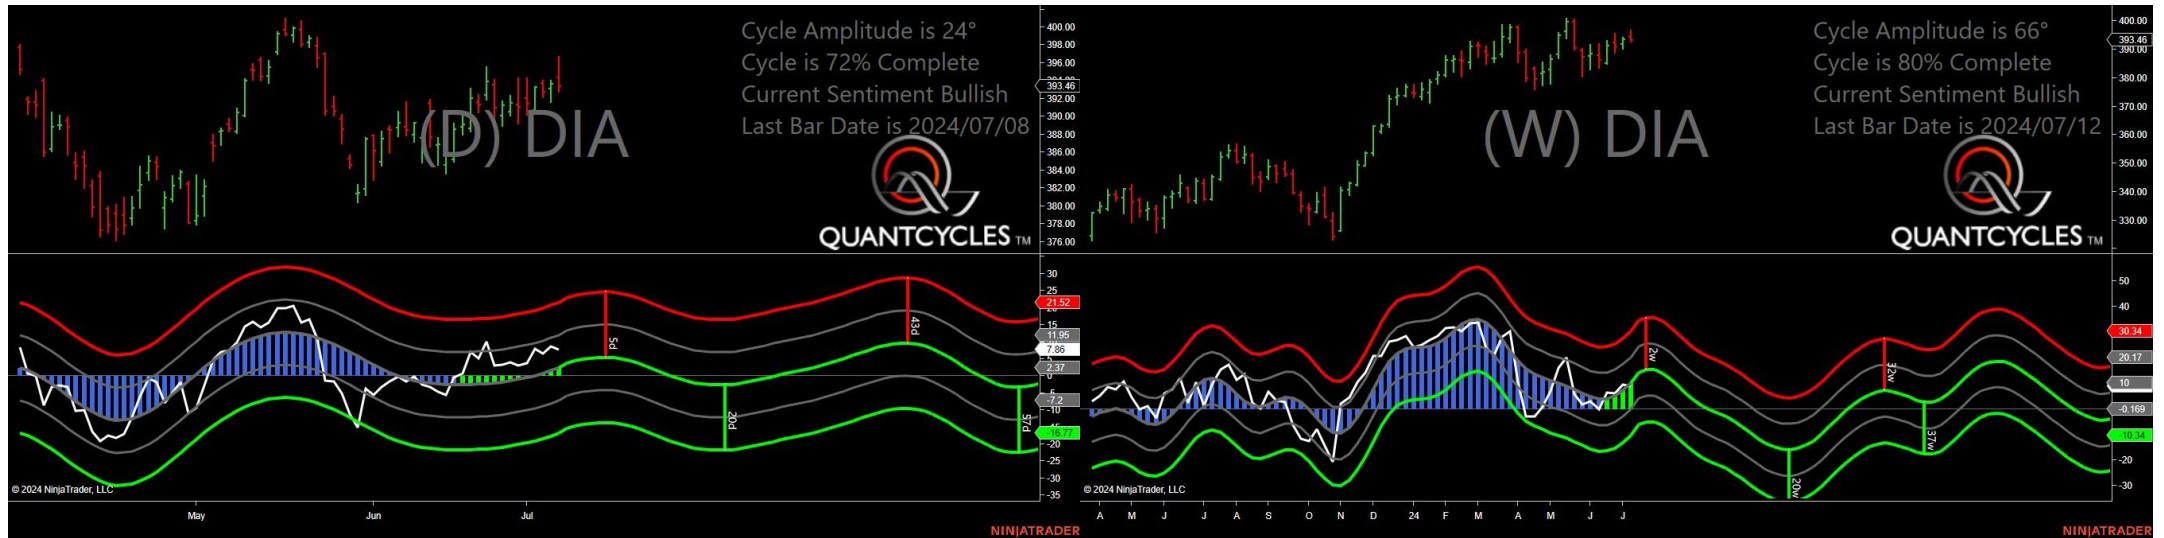 Cycle Amplitude is 24°
Cycle is 72% Complete
Current Sentiment Bullish
Last Bar Date is 2024/07/08
(D) DIA
QUANTCYCLES TM
400.00
398.00
396.00
393.46
392.00
390.00
388.00
386.00
384.00
382.00
380.00
378.00
376.00
30
25
21.52
15
11.95
7.86
2.37
0
-7.2
-10
-16.77
-20
-25
-30
-35
5d
20d
43d
57d
© 2024 NinjaTrader, LLC
May Jun Jul
NINJATRADER
Cycle Amplitude is 66°
Cycle is 80% Complete
Current Sentiment Bullish
Last Bar Date is 2024/07/12
(W) DIA
QUANTCYCLES TM
400.00
393.46
390.00
380.00
370.00
360.00
350.00
340.00
330.00
50
40
30.34
20.17
10
-0.169
-10.34
-20
-30
2w
20w
32w
37w
© 2024 NinjaTrader, LLC
A M J J A S O N D 24 F M A M J J
NINJATRADER